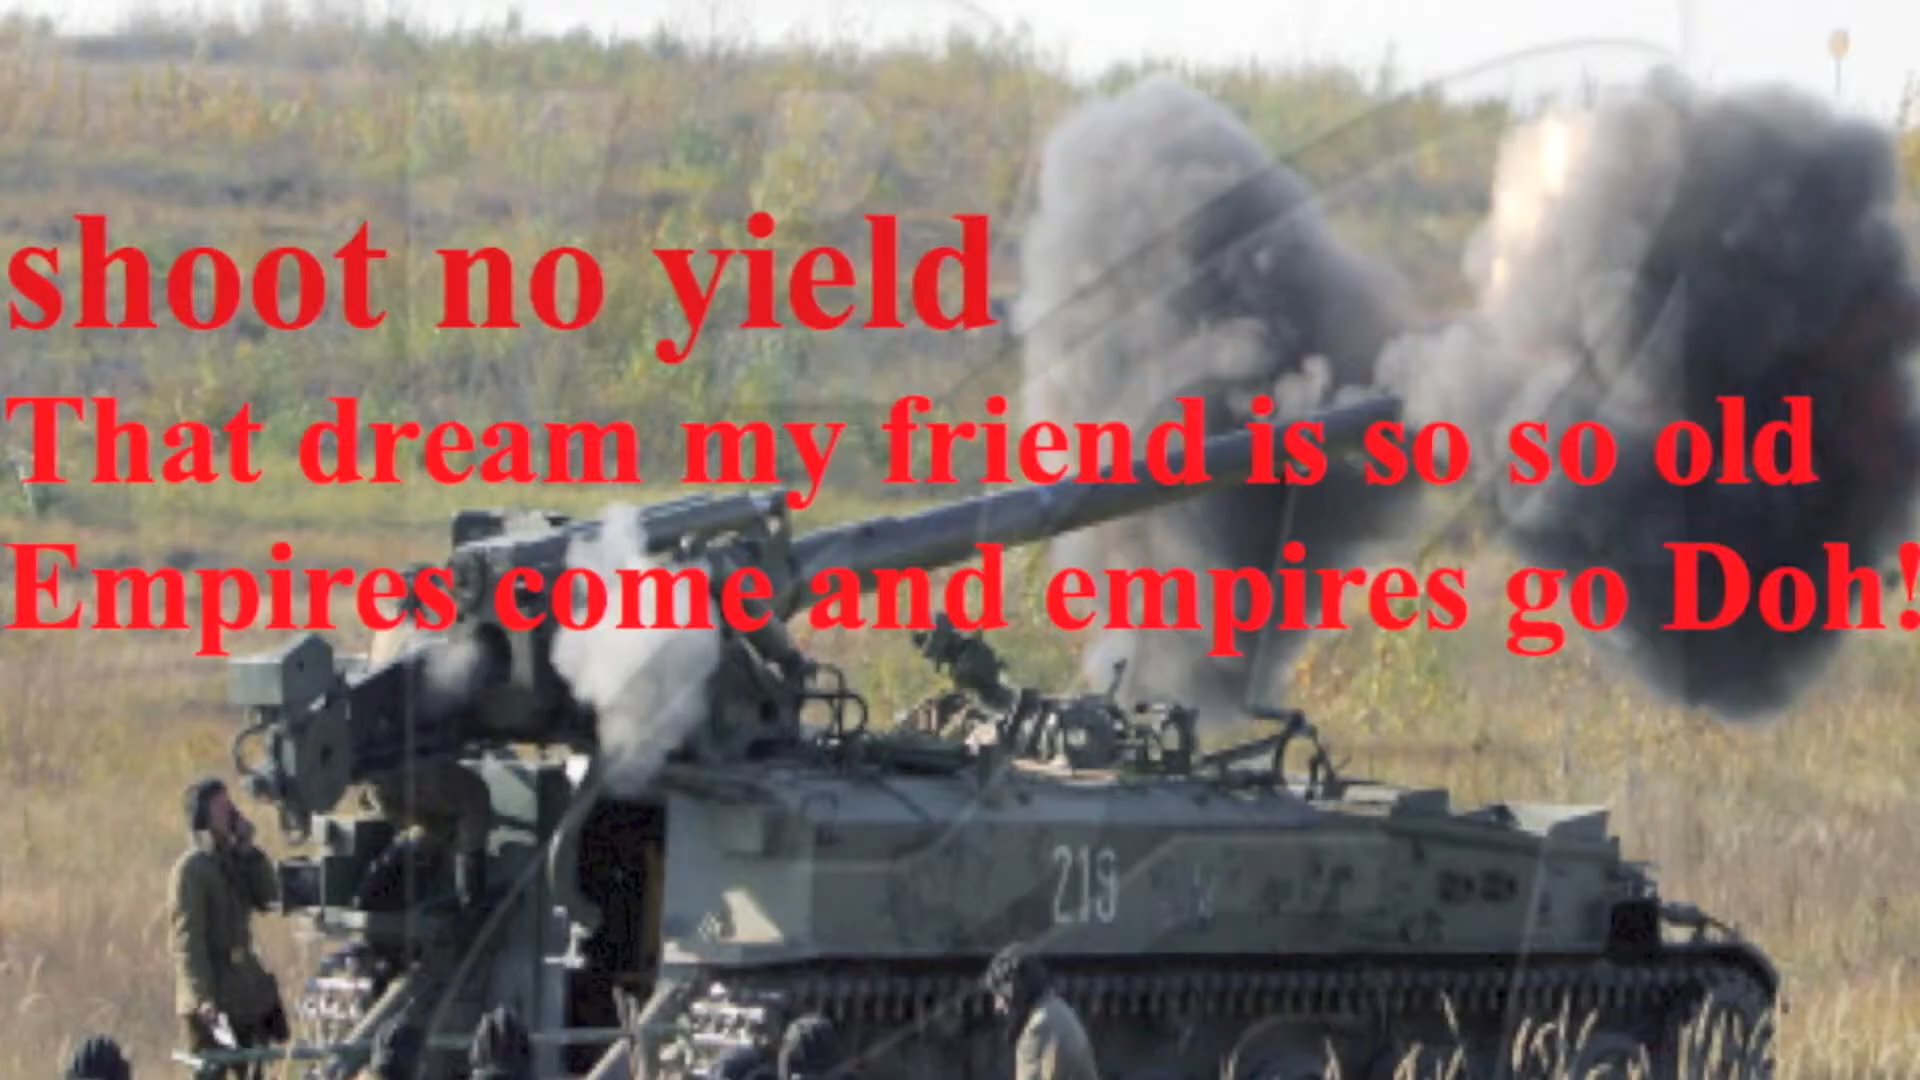 shoot no yield
That dream my friend is so so old
Empires come and empires go Doh!
219